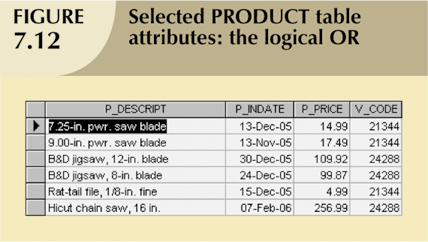 FIGURE 7.12
Selected PRODUCT table attributes: the logical OR
P_DESCRIPT P_INDATE P_PRICE V_CODE
7.25-in. pwr. saw blade 13-Dec-05 14.99 21344
9.00-in. pwr. saw blade 13-Nov-05 17.49 21344
B&D jigsaw, 12-in. blade 30-Dec-05 109.92 24288
B&D jigsaw, 8-in. blade 24-Dec-05 99.87 24288
Rat-tail file, 1/8-in. fine 15-Dec-05 4.99 21344
Hicut chain saw, 16 in. 07-Feb-06 256.99 24288